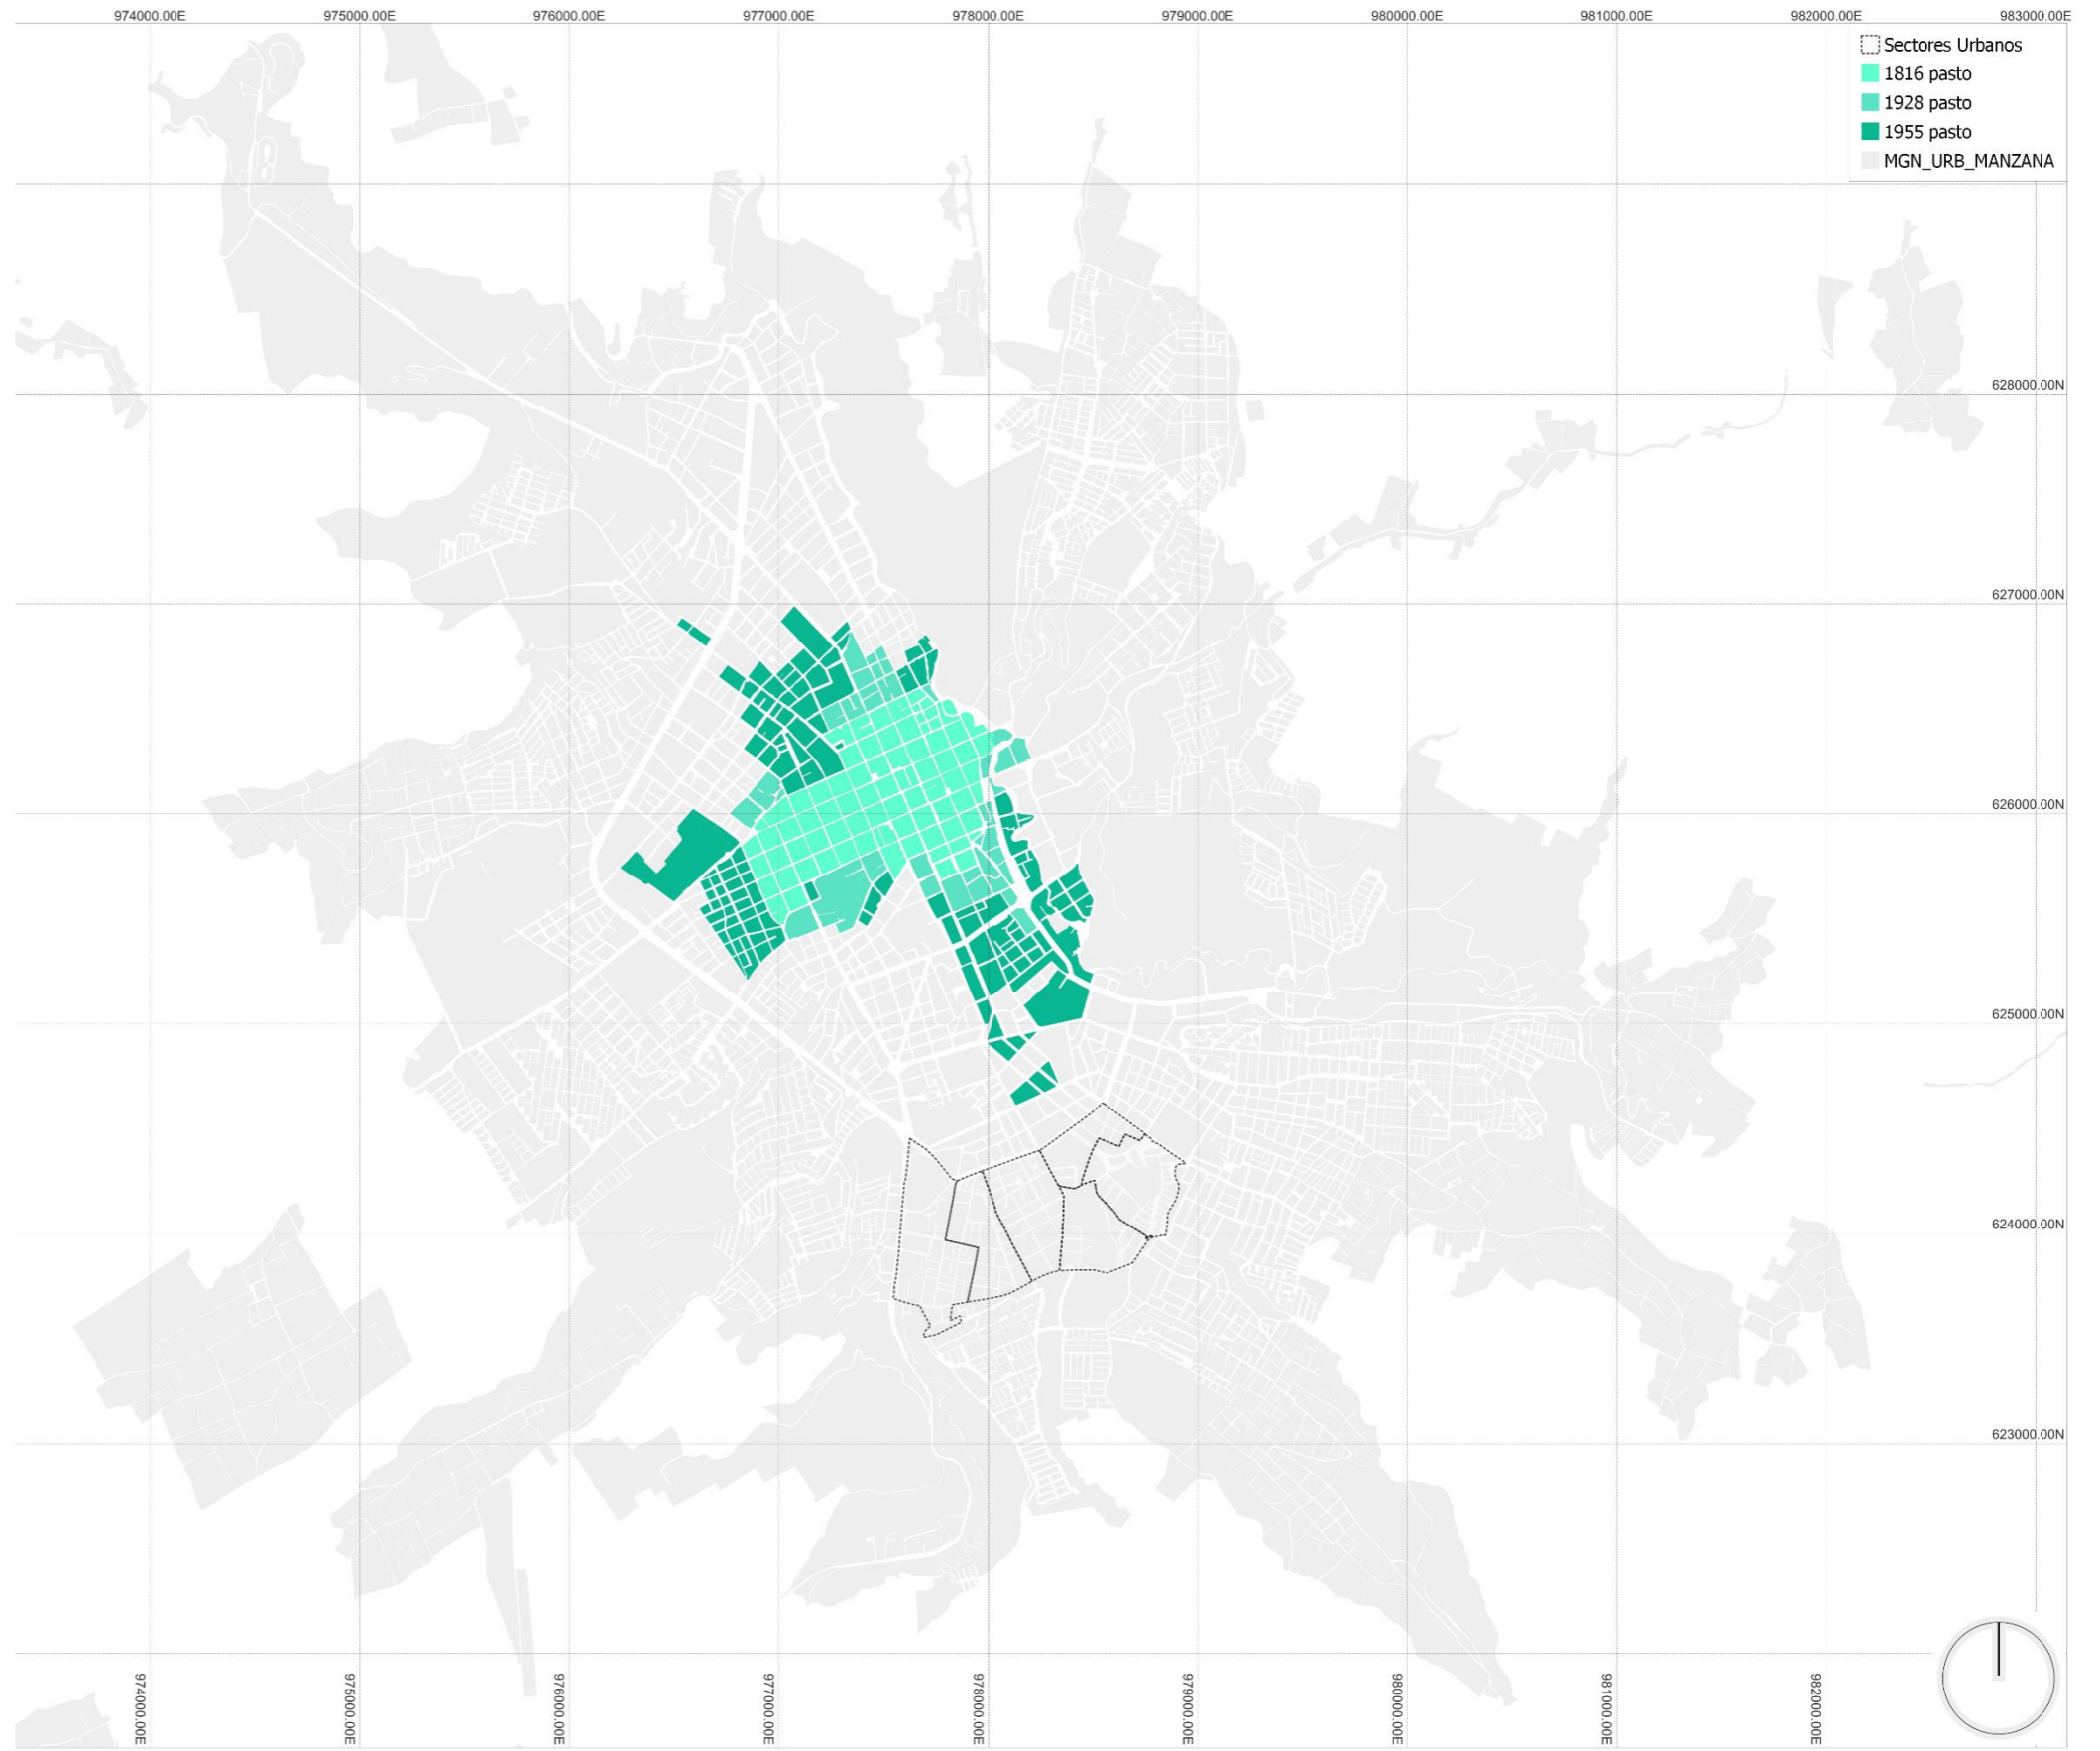 974000.00E 975000.00E 976000.00E 977000.00E 978000.00E 979000.00E 980000.00E 981000.00E 982000.00E 983000.00E
Sectores Urbanos
1816 pasto
1928 pasto
1955 pasto
MGN_URB_MANZANA
628000.00N
627000.00N
626000.00N
625000.00N
624000.00N
623000.00N
974000.00E 975000.00E 976000.00E 977000.00E 978000.00E 979000.00E 980000.00E 981000.00E 982000.00E